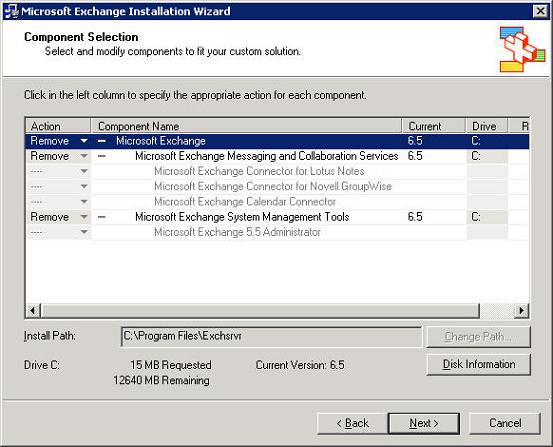 Microsoft Exchange Installation Wizard
Component Selection
Select and modify components to fit your custom solution.
Click in the left column to specify the appropriate action for each component.
Action Component Name Current Drive R
Remove Microsoft Exchange 6.5 C:
Remove Microsoft Exchange Messaging and Collaboration Services 6.5 C:
---- Microsoft Exchange Connector for Lotus Notes
---- Microsoft Exchange Connector for Novell GroupWise
---- Microsoft Exchange Calendar Connector
Remove Microsoft Exchange System Management Tools 6.5 C:
---- Microsoft Exchange 5.5 Administrator
Install Path: C:\Program Files\Exchsrvr Change Path...
Drive C: 15 MB Requested Current Version: 6.5 Disk Information
12640 MB Remaining
< Back Next > Cancel